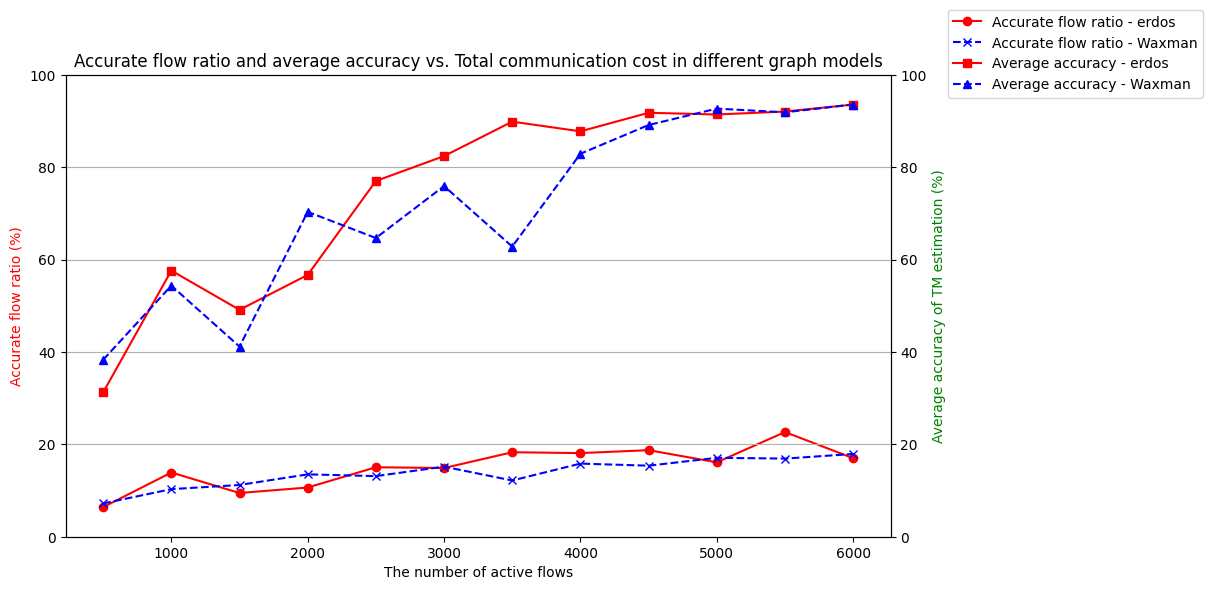 Accurate flow ratio - erdos
Accurate flow ratio - Waxman
Average accuracy - erdos
Average accuracy - Waxman
Accurate flow ratio and average accuracy vs. Total communication cost in different graph models
Accurate flow ratio (%)
100
80
60
40
20
0
100
80
60
40
20
0
Average accuracy of TM estimation (%)
1000 2000 3000 4000 5000 6000
The number of active flows